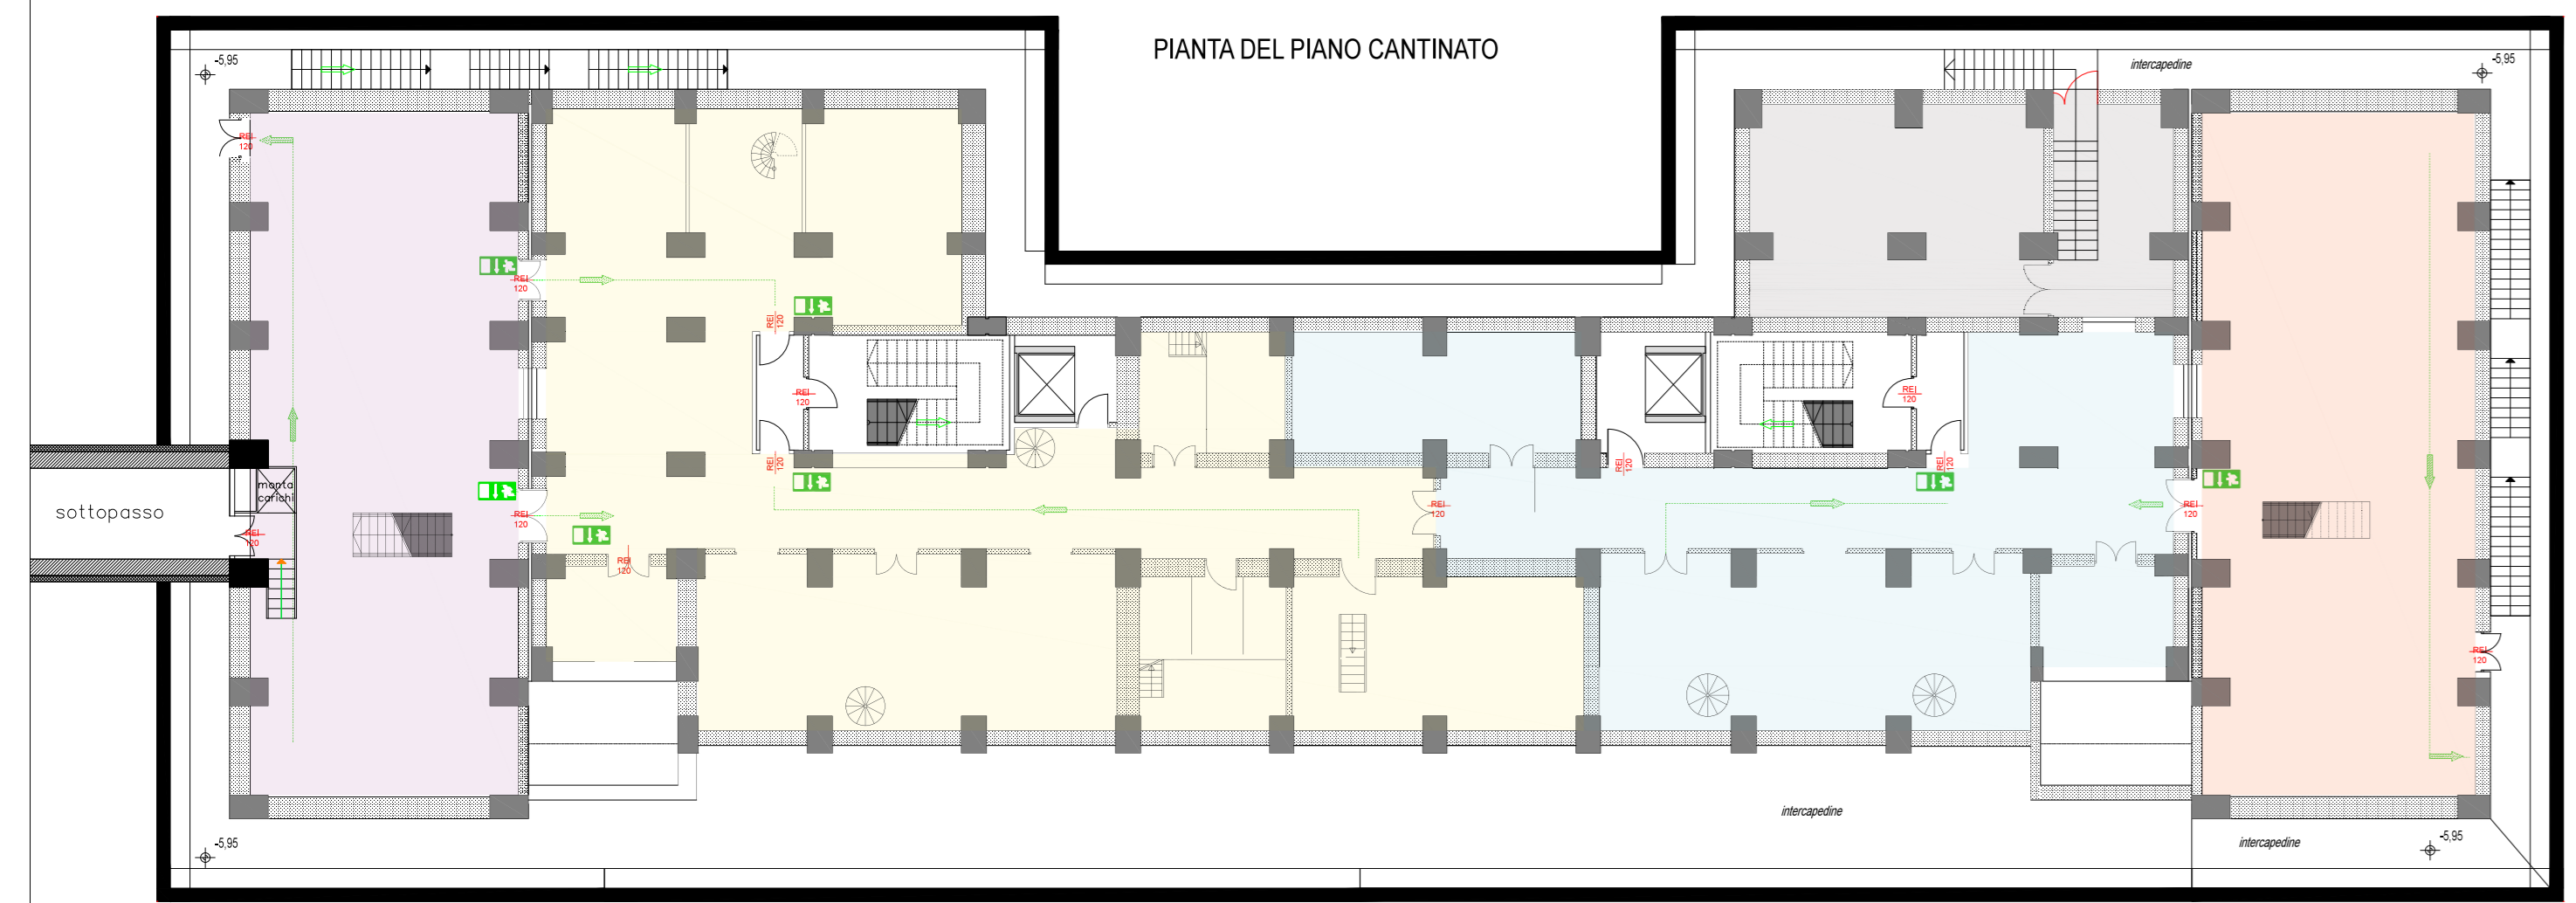 PIANTA DEL PIANO CANTINATO
-5,95
intercapedine
-5,95
REI
120
REI
120
REI
120
REI
120
REI
120
REI
120
REI
120
REI
120
REI
120
monta
carichi
sottopasso
REI
120
REI
120
REI
120
REI
120
REI
120
REI
120
intercapedine
-5,95
intercapedine
-5,95